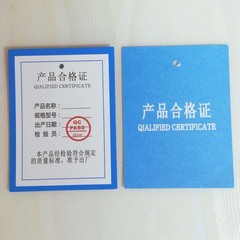 产品合格证
QUALIFIED CERTIFICATE
产品名称：
规格型号：
出产日期：
检验员：
QC
PASS
本产品经检验符合规定
的质量标准，准予出厂
产品合格证
QIALIFIED CERTIFICATE